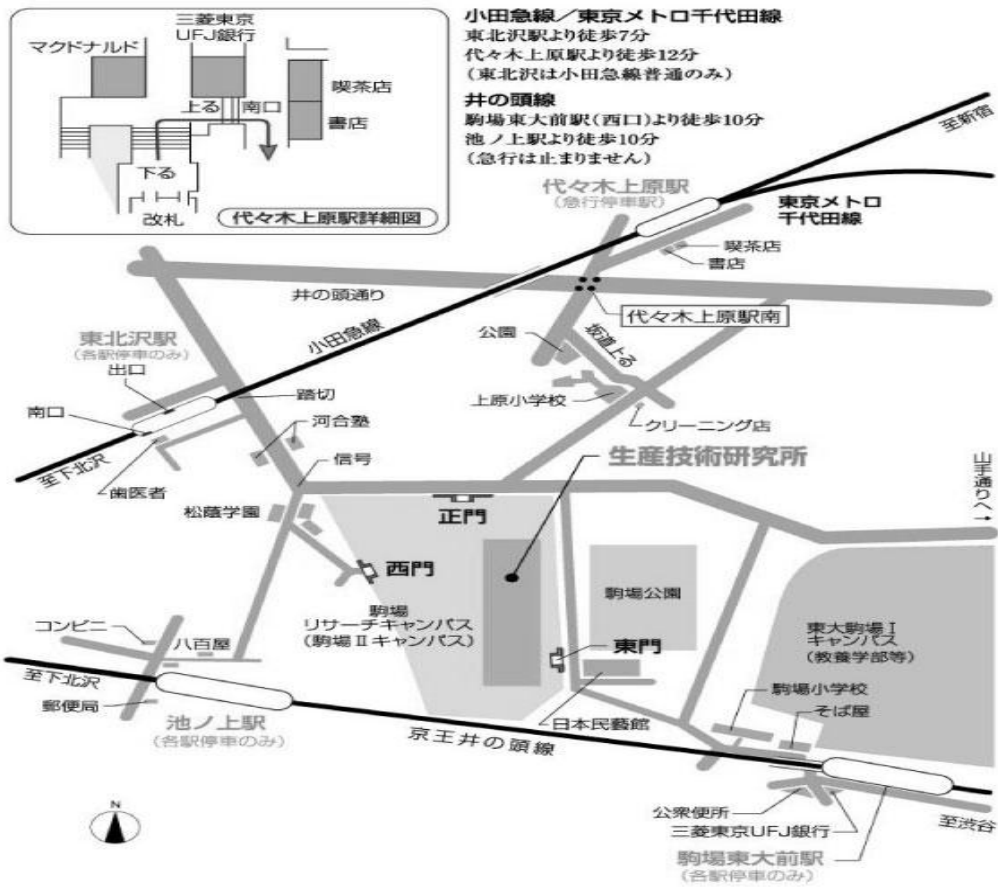 三菱東京
UFJ銀行
マクドナルド
喫茶店
上る
南口
書店
下る
改札
代々木上原駅詳細図
小田急線／東京メトロ千代田線
東北沢駅より徒歩7分
代々木上原駅より徒歩12分
(東北沢は小田急線普通のみ)
井の頭線
駒場東大前駅(西口)より徒歩10分
池ノ上駅より徒歩10分
(急行は止まりません)
至新宿
代々木上原駅
(急行停車駅)
東京メトロ
千代田線
喫茶店
書店
井の頭通り
代々木上原駅南
小田急線
公園
坂道上る
東北沢駅
(各駅停車のみ)
出口
踏切
上原小学校
南口
河合塾
クリーニング店
至下北沢
信号
生産技術研究所
山手通りへ→
歯医者
松蔭学園
正門
西門
駒場公園
駒場
リサーチキャンパス
(駒場Ⅱキャンパス)
東大駒場Ⅰ
キャンパス
(教養学部等)
コンビニ
八百屋
東門
至下北沢
駒場小学校
郵便局
そば屋
池ノ上駅
(各駅停車のみ)
日本民藝館
京王井の頭線
N
公衆便所
三菱東京UFJ銀行
至渋谷
駒場東大前駅
(各駅停車のみ)